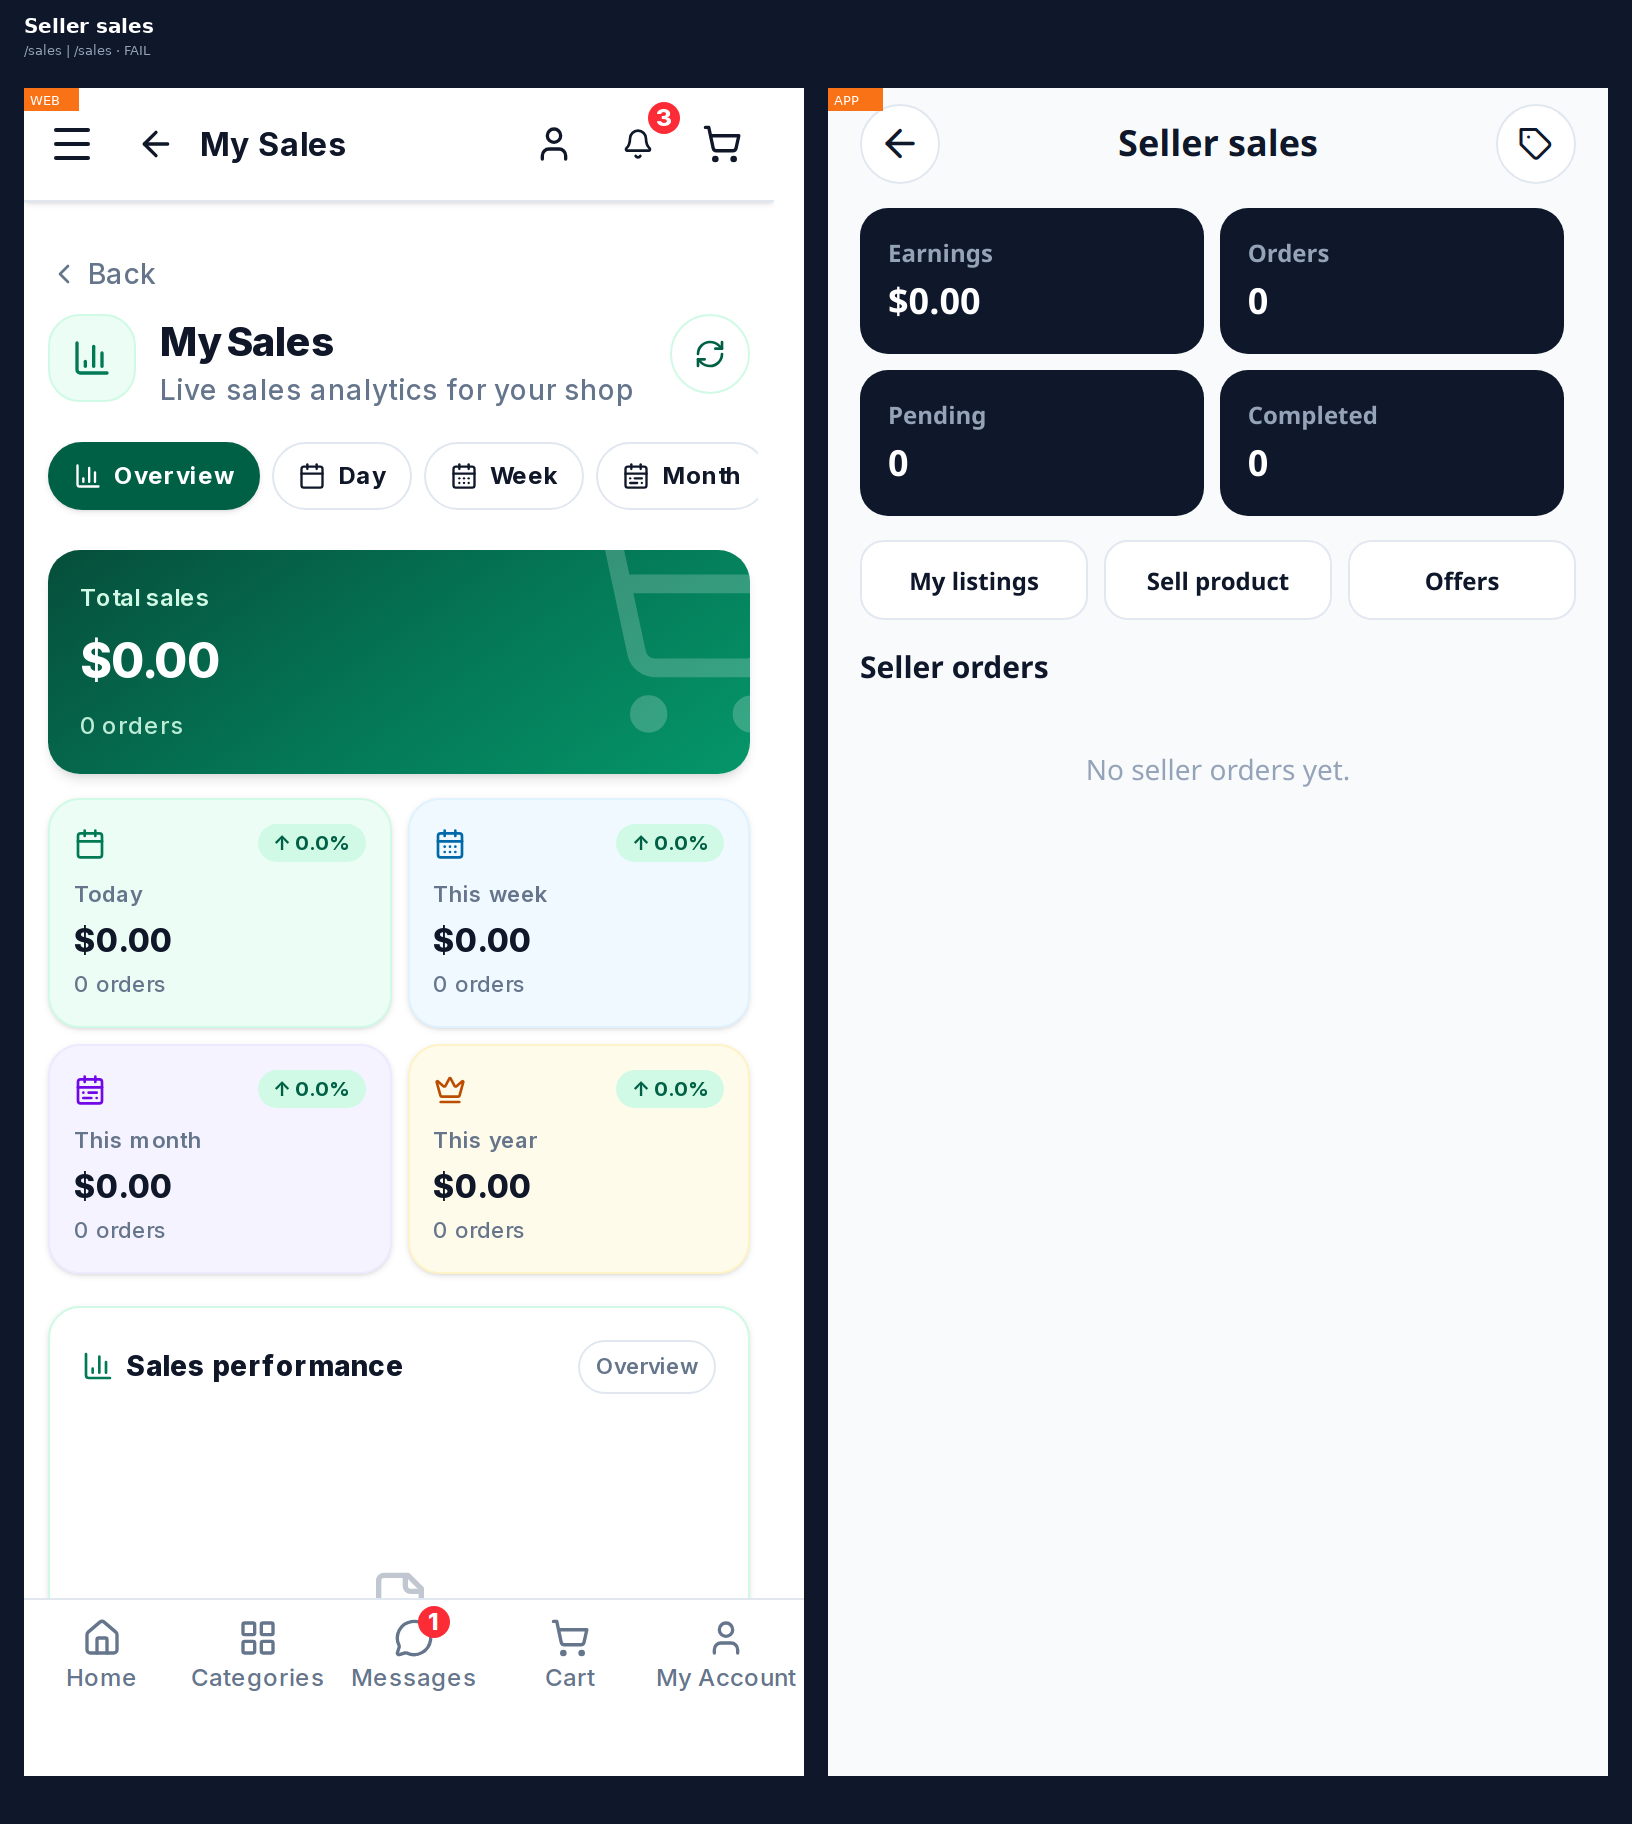 Seller sales
/sales | /sales · FAIL
WEB
My Sales
3
Back
My Sales
Live sales analytics for your shop
Overview
Day
Week
Month
Total sales
$0.00
0 orders
↑ 0.0%
Today
$0.00
0 orders
↑ 0.0%
This week
$0.00
0 orders
↑ 0.0%
This month
$0.00
0 orders
↑ 0.0%
This year
$0.00
0 orders
Sales performance
Overview
Home
Categories
1
Messages
Cart
My Account
APP
Seller sales
Earnings
$0.00
Orders
0
Pending
0
Completed
0
My listings
Sell product
Offers
Seller orders
No seller orders yet.